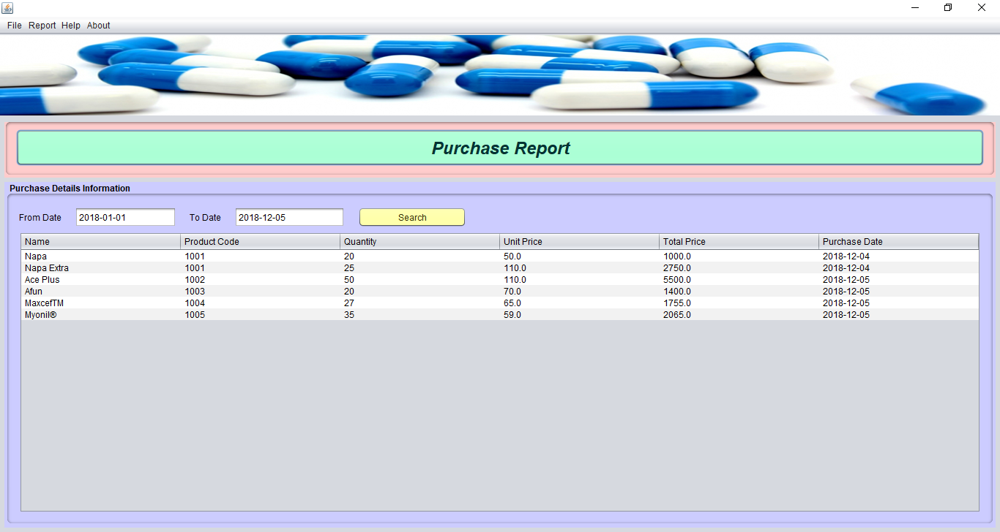 File Report Help About
Purchase Report
Purchase Details Information
From Date 2018-01-01 To Date 2018-12-05 Search
Name Product Code Quantity Unit Price Total Price Purchase Date
Napa 1001 20 50.0 1000.0 2018-12-04
Napa Extra 1001 25 110.0 2750.0 2018-12-04
Ace Plus 1002 50 110.0 5500.0 2018-12-05
Afun 1003 20 70.0 1400.0 2018-12-05
MaxcefTM 1004 27 65.0 1755.0 2018-12-05
Myonil® 1005 35 59.0 2065.0 2018-12-05